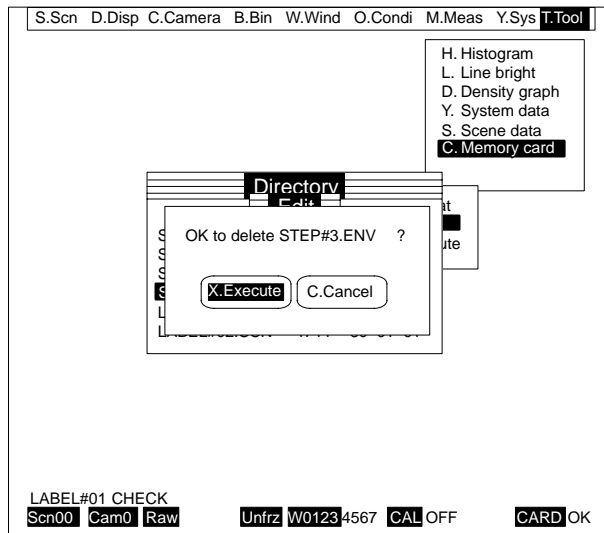 S.Scn D.Disp C.Camera B.Bin W.Wind O.Condi M.Meas Y.Sys T.Tool
H. Histogram
L. Line bright
D. Density graph
Y. System data
S. Scene data
C. Memory card
Directory
Edit
OK to delete STEP#3.ENV ?
X.Execute C.Cancel
LABEL#01 CHECK
Scn00 Cam0 Raw Unfrz W01234567 CAL OFF CARD OK